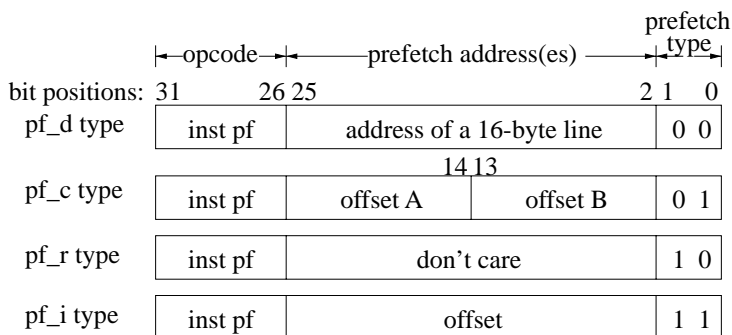 prefetch
opcode prefetch address(es) type
bit positions: 31 26 25 2 1 0
pf_d type inst pf address of a 16-byte line 0 0
14 13
pf_c type inst pf offset A offset B 0 1
pf_r type inst pf don't care 1 0
pf_i type inst pf offset 1 1